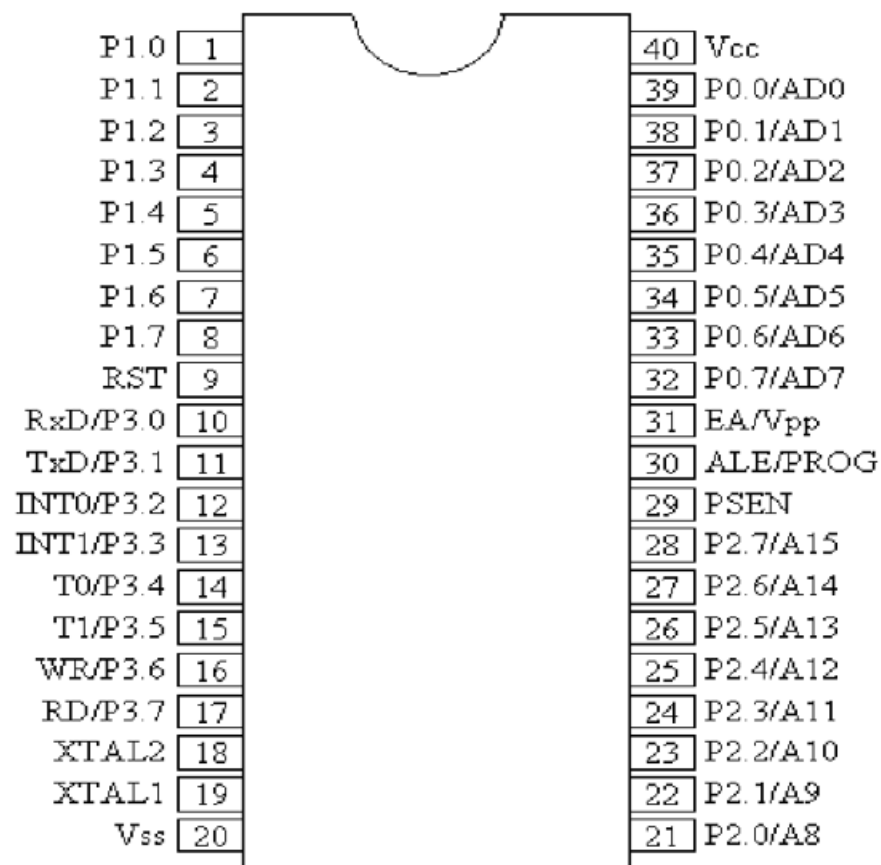 P1.0 1 40 Vcc
P1.1 2 39 P0.0/AD0
P1.2 3 38 P0.1/AD1
P1.3 4 37 P0.2/AD2
P1.4 5 36 P0.3/AD3
P1.5 6 35 P0.4/AD4
P1.6 7 34 P0.5/AD5
P1.7 8 33 P0.6/AD6
RST 9 32 P0.7/AD7
RxD/P3.0 10 31 EA/Vpp
TxD/P3.1 11 30 ALE/PROG
INT0/P3.2 12 29 PSEN
INT1/P3.3 13 28 P2.7/A15
T0/P3.4 14 27 P2.6/A14
T1/P3.5 15 26 P2.5/A13
WR/P3.6 16 25 P2.4/A12
RD/P3.7 17 24 P2.3/A11
XTAL2 18 23 P2.2/A10
XTAL1 19 22 P2.1/A9
Vss 20 21 P2.0/A8